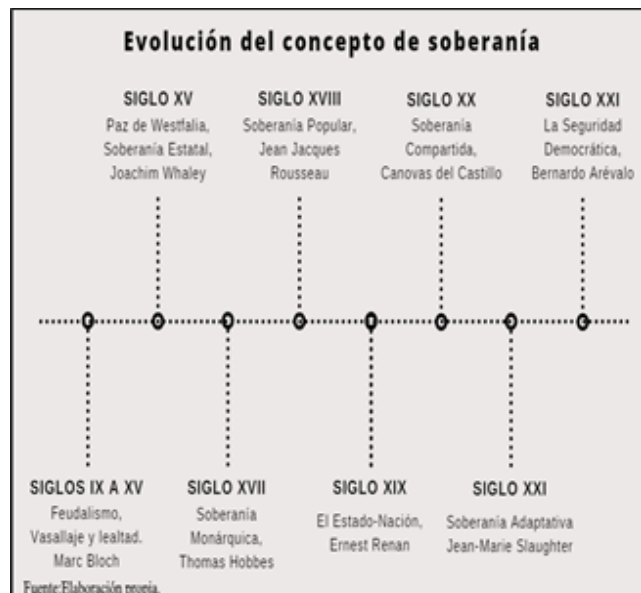 Evolución del concepto de soberanía
SIGLO XV
Paz de Westfalia,
Soberanía Estatal,
Joachim Whaley
SIGLO XVIII
Soberanía Popular,
Jean Jacques
Rousseau
SIGLO XX
Soberanía
Compartida,
Canovas del Castillo
SIGLO XXI
La Seguridad
Democrática,
Bernardo Arévalo
SIGLOS IX A XV
Feudalismo,
Vasallaje y lealtad.
Marc Bloch
SIGLO XVII
Soberanía
Monárquica,
Thomas Hobbes
SIGLO XIX
El Estado-Nación,
Ernest Renan
SIGLO XXI
Soberanía Adaptativa
Jean-Marie Slaughter
Fuente:Elaboración propia.